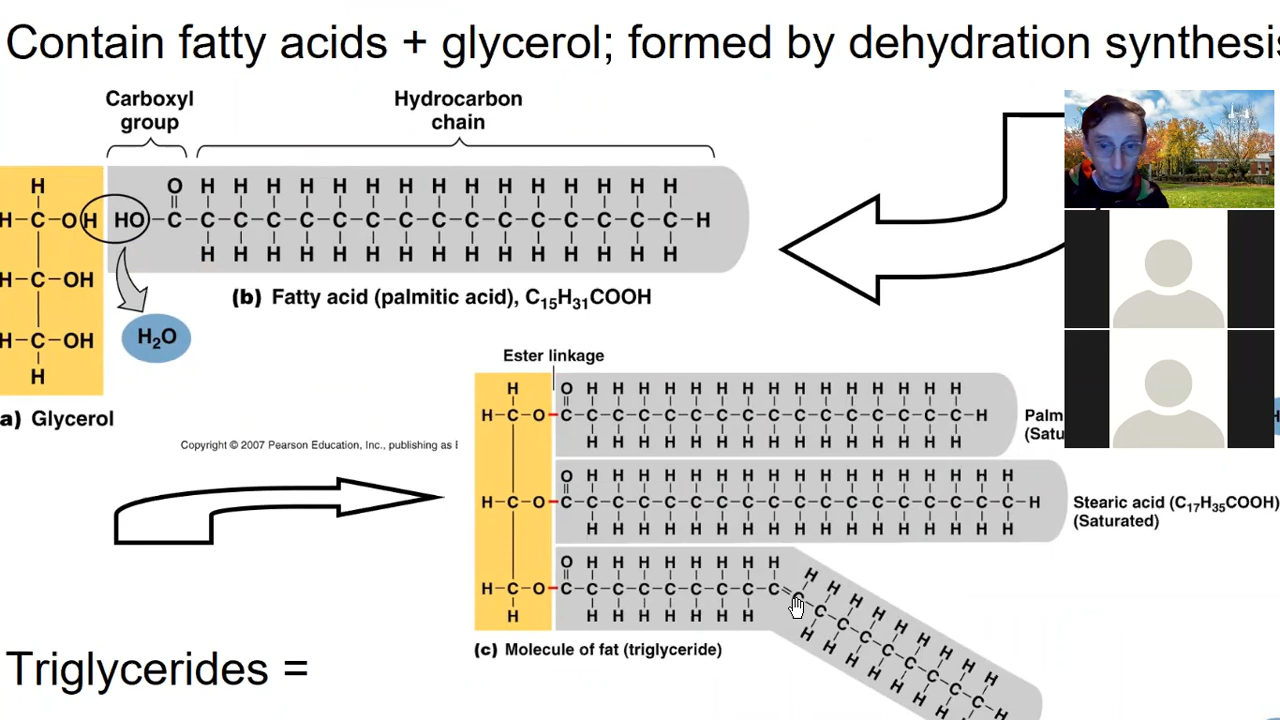 Contain fatty acids + glycerol; formed by dehydration synthesi
Carboxyl
group
Hydrocarbon
chain
H O H H H H H H H H H H H H H H H
H–C–OH HO–C–C–C–C–C–C–C–C–C–C–C–C–C–C–C–C–H
H H H H H H H H H H H H H H H
H–C–OH
(b) Fatty acid (palmitic acid), C₁₅H₃₁COOH
H–C–OH
H₂O
H
a) Glycerol
Copyright © 2007 Pearson Education, Inc., publishing as
Ester linkage
H O H H H H H H H H H H H H H H H
H–C–O–C–C–C–C–C–C–C–C–C–C–C–C–C–C–C–C–H
H H H H H H H H H H H H H H H
Palm
(Satu
O H H H H H H H H H H H H H H H H H
H–C–O–C–C–C–C–C–C–C–C–C–C–C–C–C–C–C–C–C–C–H
H H H H H H H H H H H H H H H H H
Stearic acid (C₁₇H₃₅COOH)
(Saturated)
O H H H H H H H H
H–C–O–C–C–C–C–C–C–C–C–C=C–C–C–C–C–C–C–C–C–H
H H H H H H H H
H H H H H H H H H
H H H H H H H H
(c) Molecule of fat (triglyceride)
Triglycerides =